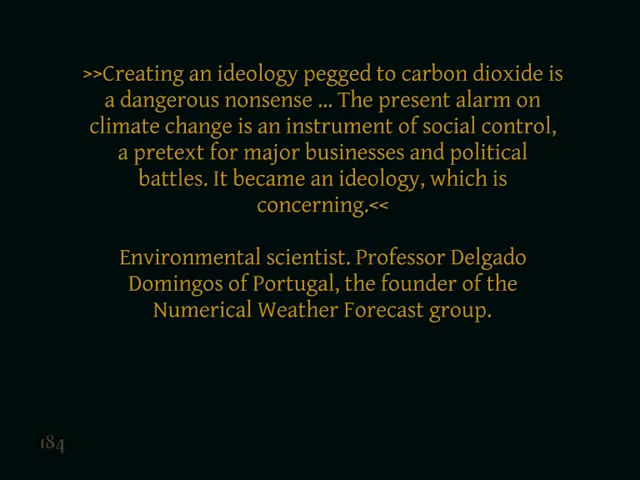 >>Creating an ideology pegged to carbon dioxide is
a dangerous nonsense ... The present alarm on
climate change is an instrument of social control,
a pretext for major businesses and political
battles. It became an ideology, which is
concerning.<<
Environmental scientist. Professor Delgado
Domingos of Portugal, the founder of the
Numerical Weather Forecast group.
184